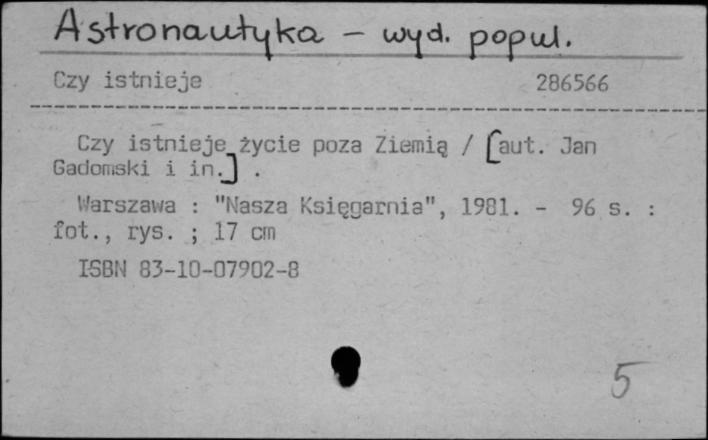 Astronautyka - wyd. popul.
Czy istnieje 286566
Czy istnieje życie poza Ziemią / [aut. Jan
Gadomski i in.] .
Warszawa : "Nasza Księgarnia", 1981. - 96 s. :
fot., rys. ; 17 cm
ISBN 83-10-07902-8
5